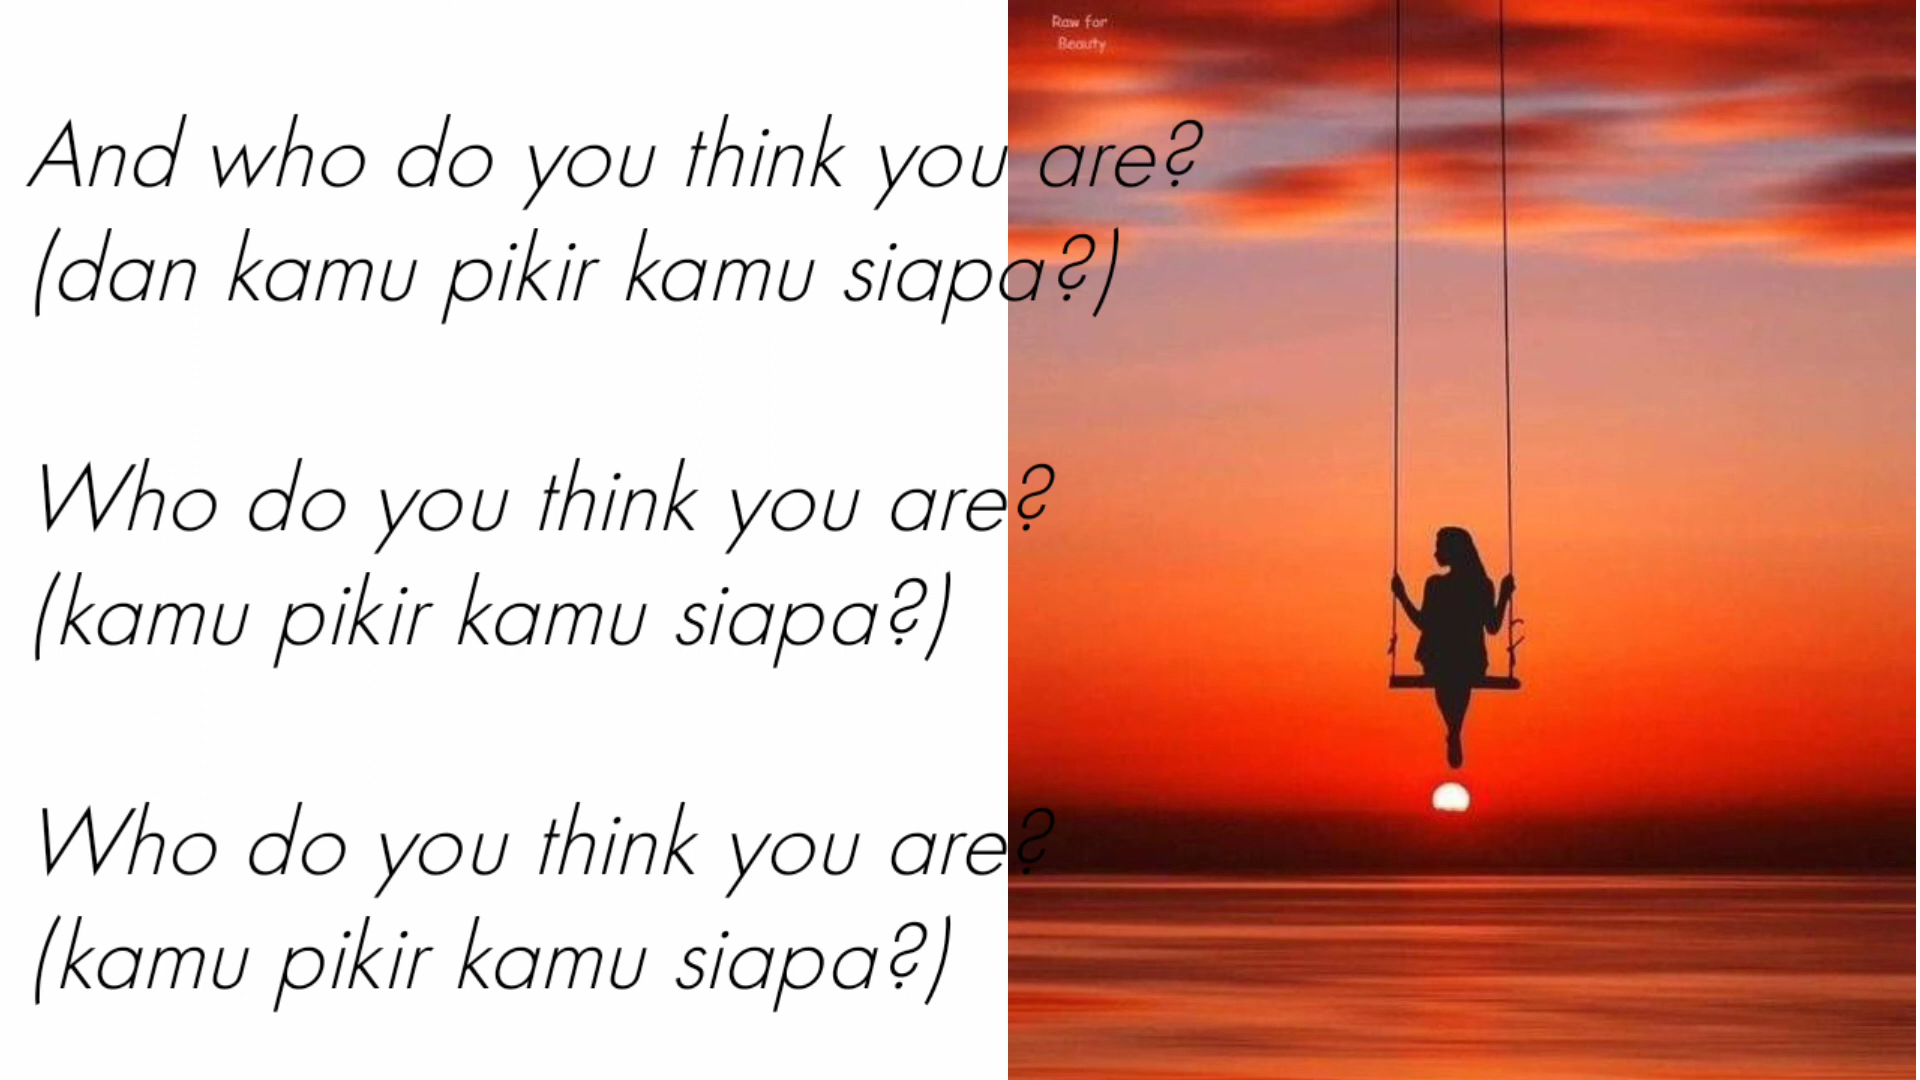 Raw for
Beauty
And who do you think you are?
(dan kamu pikir kamu siapa?)
Who do you think you are?
(kamu pikir kamu siapa?)
Who do you think you are?
(kamu pikir kamu siapa?)